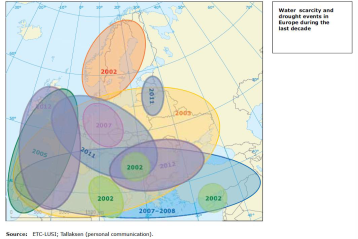 Water scarcity and
drought events in
Europe during the
last decade
2002
2011
2003
2012
2007
2005
2011
2012
2002
2002
2002
2007–2008
Source: ETC-LUSI; Tallaksen (personal communication).